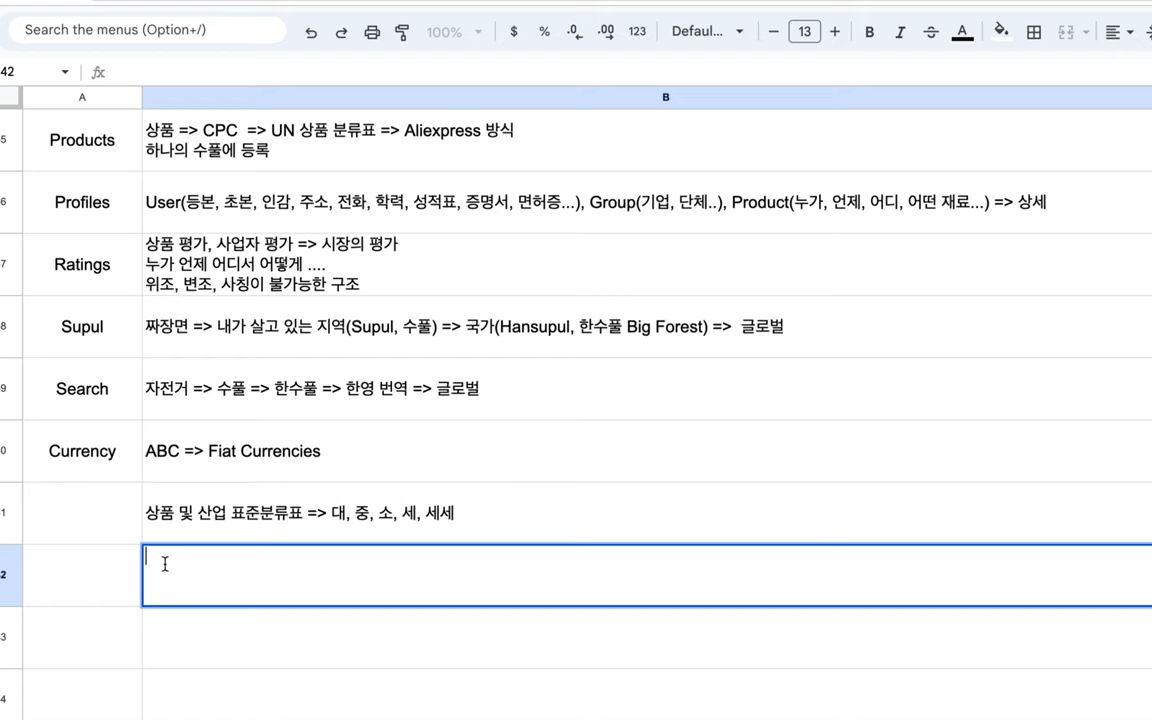 Search the menus (Option+/)
100%
$ % .0 .00 123 Defaul... 13 B I S A
42 fx
A B
5 Products 상품 => CPC => UN 상품 분류표 => Aliexpress 방식
하나의 수풀에 등록
6 Profiles User(등본, 초본, 인감, 주소, 전화, 학력, 성적표, 증명서, 면허증...), Group(기업, 단체..), Product(누가, 언제, 어디, 어떤 재료...) => 상세
7 Ratings 상품 평가, 사업자 평가 => 시장의 평가
누가 언제 어디서 어떻게 ....
위조, 변조, 사칭이 불가능한 구조
8 Supul 짜장면 => 내가 살고 있는 지역(Supul, 수풀) => 국가(Hansupul, 한수풀 Big Forest) => 글로벌
9 Search 자전거 => 수풀 => 한수풀 => 한영 번역 => 글로벌
0 Currency ABC => Fiat Currencies
1 상품 및 산업 표준분류표 => 대, 중, 소, 세, 세세
2
3
4